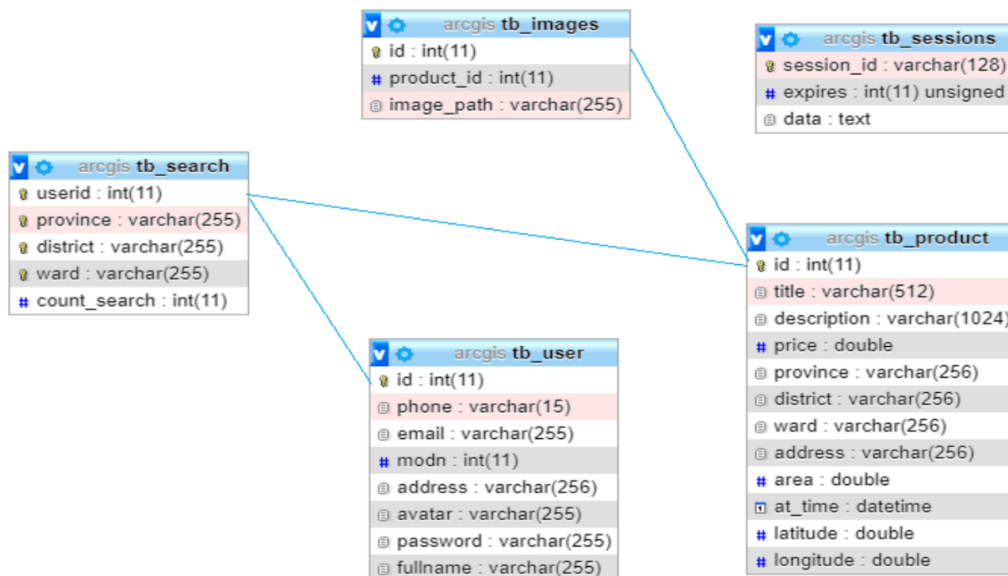 arcgis tb_images
id : int(11)
product_id : int(11)
image_path : varchar(255)
arcgis tb_sessions
session_id : varchar(128)
expires : int(11) unsigned
data : text
arcgis tb_search
userid : int(11)
province : varchar(255)
district : varchar(255)
ward : varchar(255)
count_search : int(11)
arcgis tb_product
id : int(11)
title : varchar(512)
description : varchar(1024)
price : double
province : varchar(256)
district : varchar(256)
ward : varchar(256)
address : varchar(256)
area : double
at_time : datetime
latitude : double
longitude : double
arcgis tb_user
id : int(11)
phone : varchar(15)
email : varchar(255)
modn : int(11)
address : varchar(256)
avatar : varchar(255)
password : varchar(255)
fullname : varchar(255)